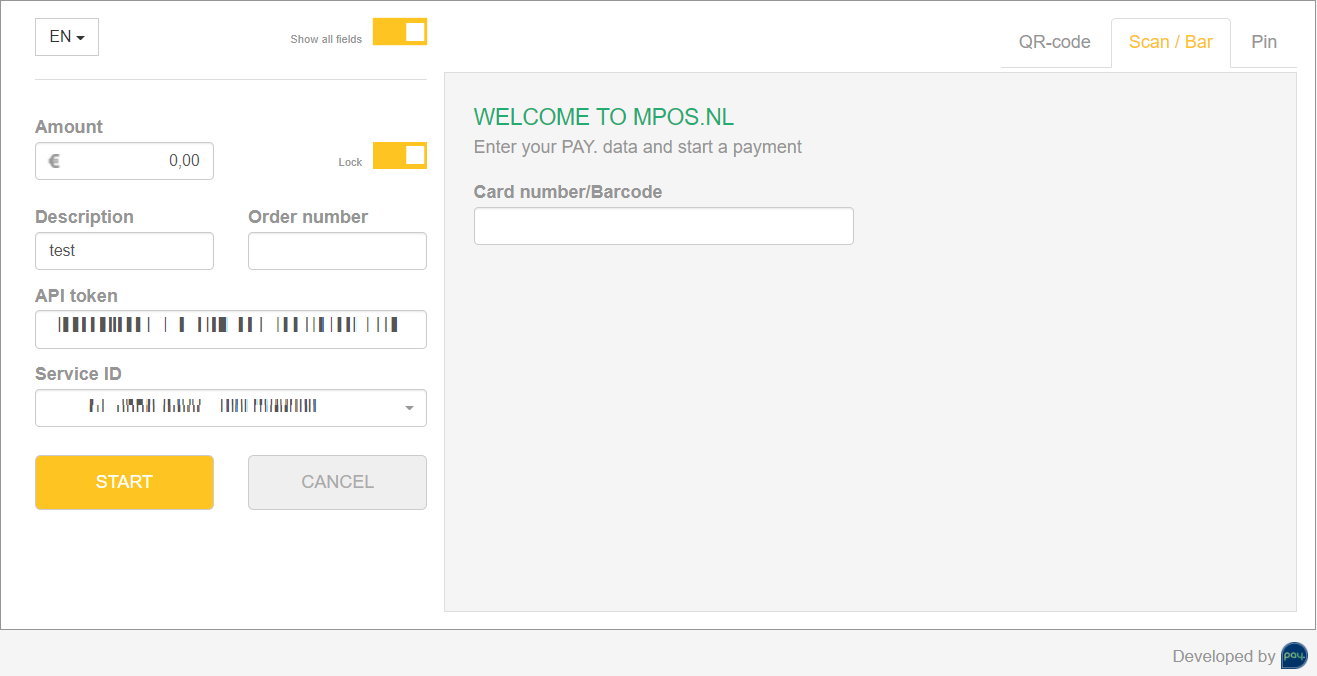 EN
Show all fields
QR-code
Scan / Bar
Pin
Amount
€ 0,00
Lock
Description
Order number
test
API token
Service ID
START
CANCEL
WELCOME TO MPOS.NL
Enter your PAY. data and start a payment
Card number/Barcode
Developed by pay.